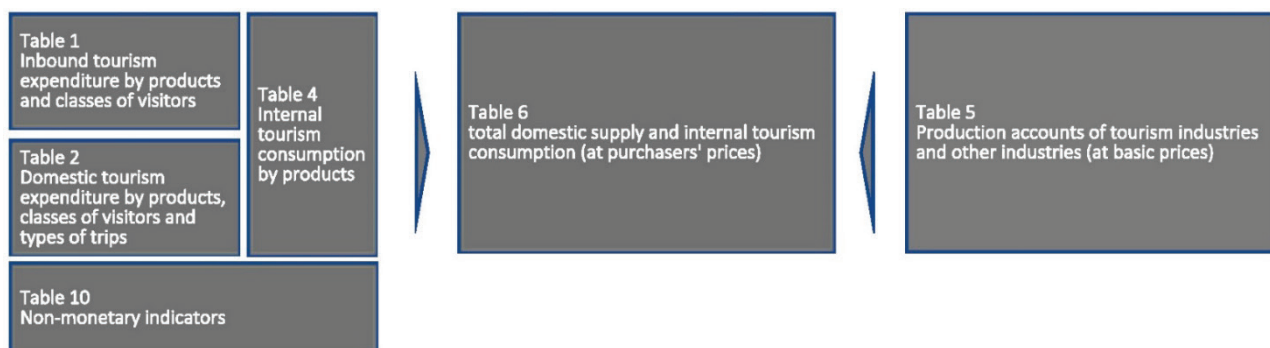 Table 1
Inbound tourism
expenditure by products
and classes of visitors
Table 2
Domestic tourism
expenditure by products,
classes of visitors and
types of trips
Table 4
Internal
tourism
consumption
by products
Table 10
Non-monetary indicators
Table 6
total domestic supply and internal tourism
consumption (at purchasers' prices)
Table 5
Production accounts of tourism industries
and other industries (at basic prices)